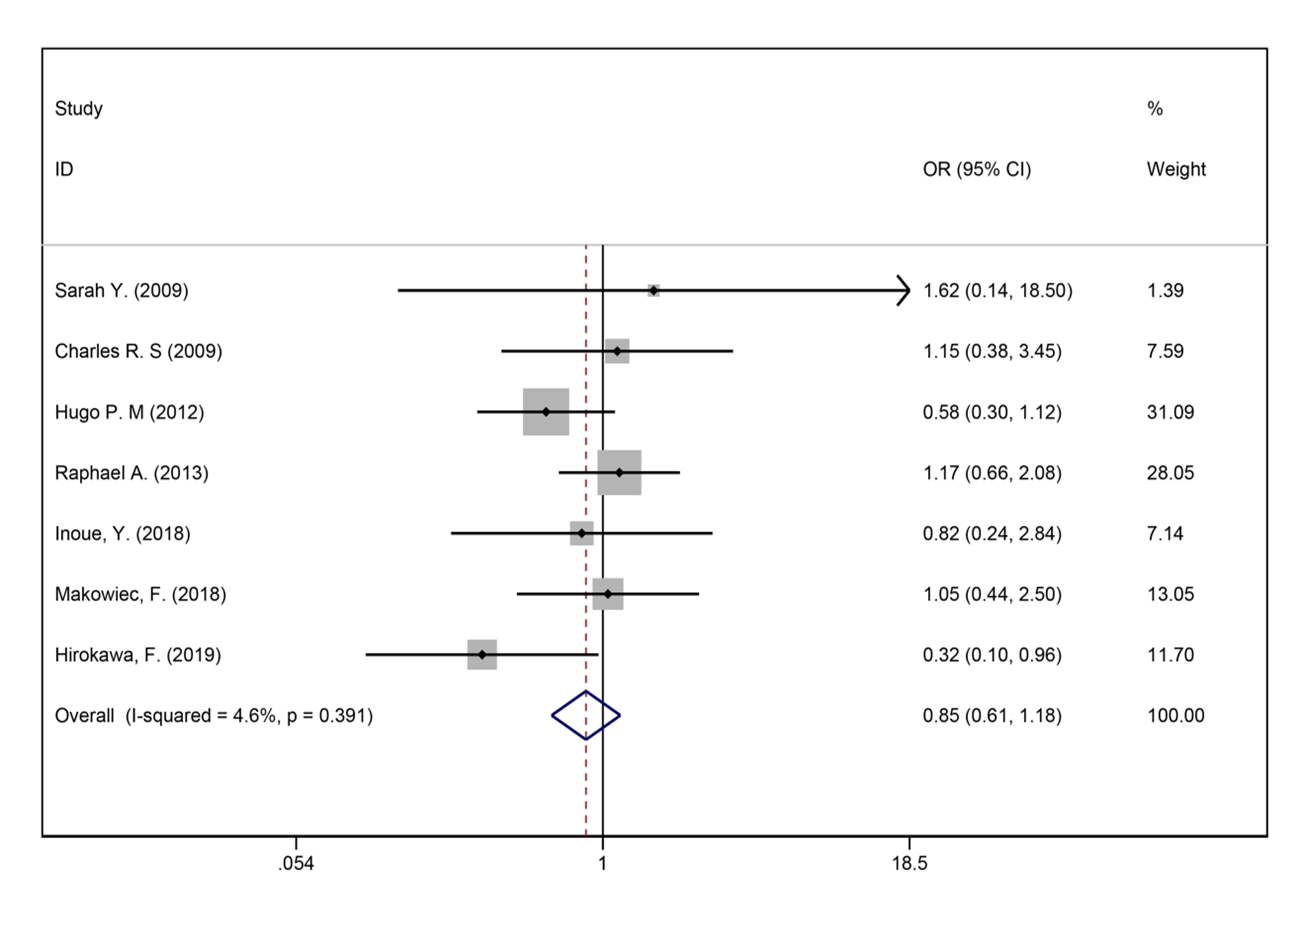 Study %
ID OR (95% CI) Weight
Sarah Y. (2009) 1.62 (0.14, 18.50) 1.39
Charles R. S (2009) 1.15 (0.38, 3.45) 7.59
Hugo P. M (2012) 0.58 (0.30, 1.12) 31.09
Raphael A. (2013) 1.17 (0.66, 2.08) 28.05
Inoue, Y. (2018) 0.82 (0.24, 2.84) 7.14
Makowiec, F. (2018) 1.05 (0.44, 2.50) 13.05
Hirokawa, F. (2019) 0.32 (0.10, 0.96) 11.70
Overall (I-squared = 4.6%, p = 0.391) 0.85 (0.61, 1.18) 100.00
.054 1 18.5